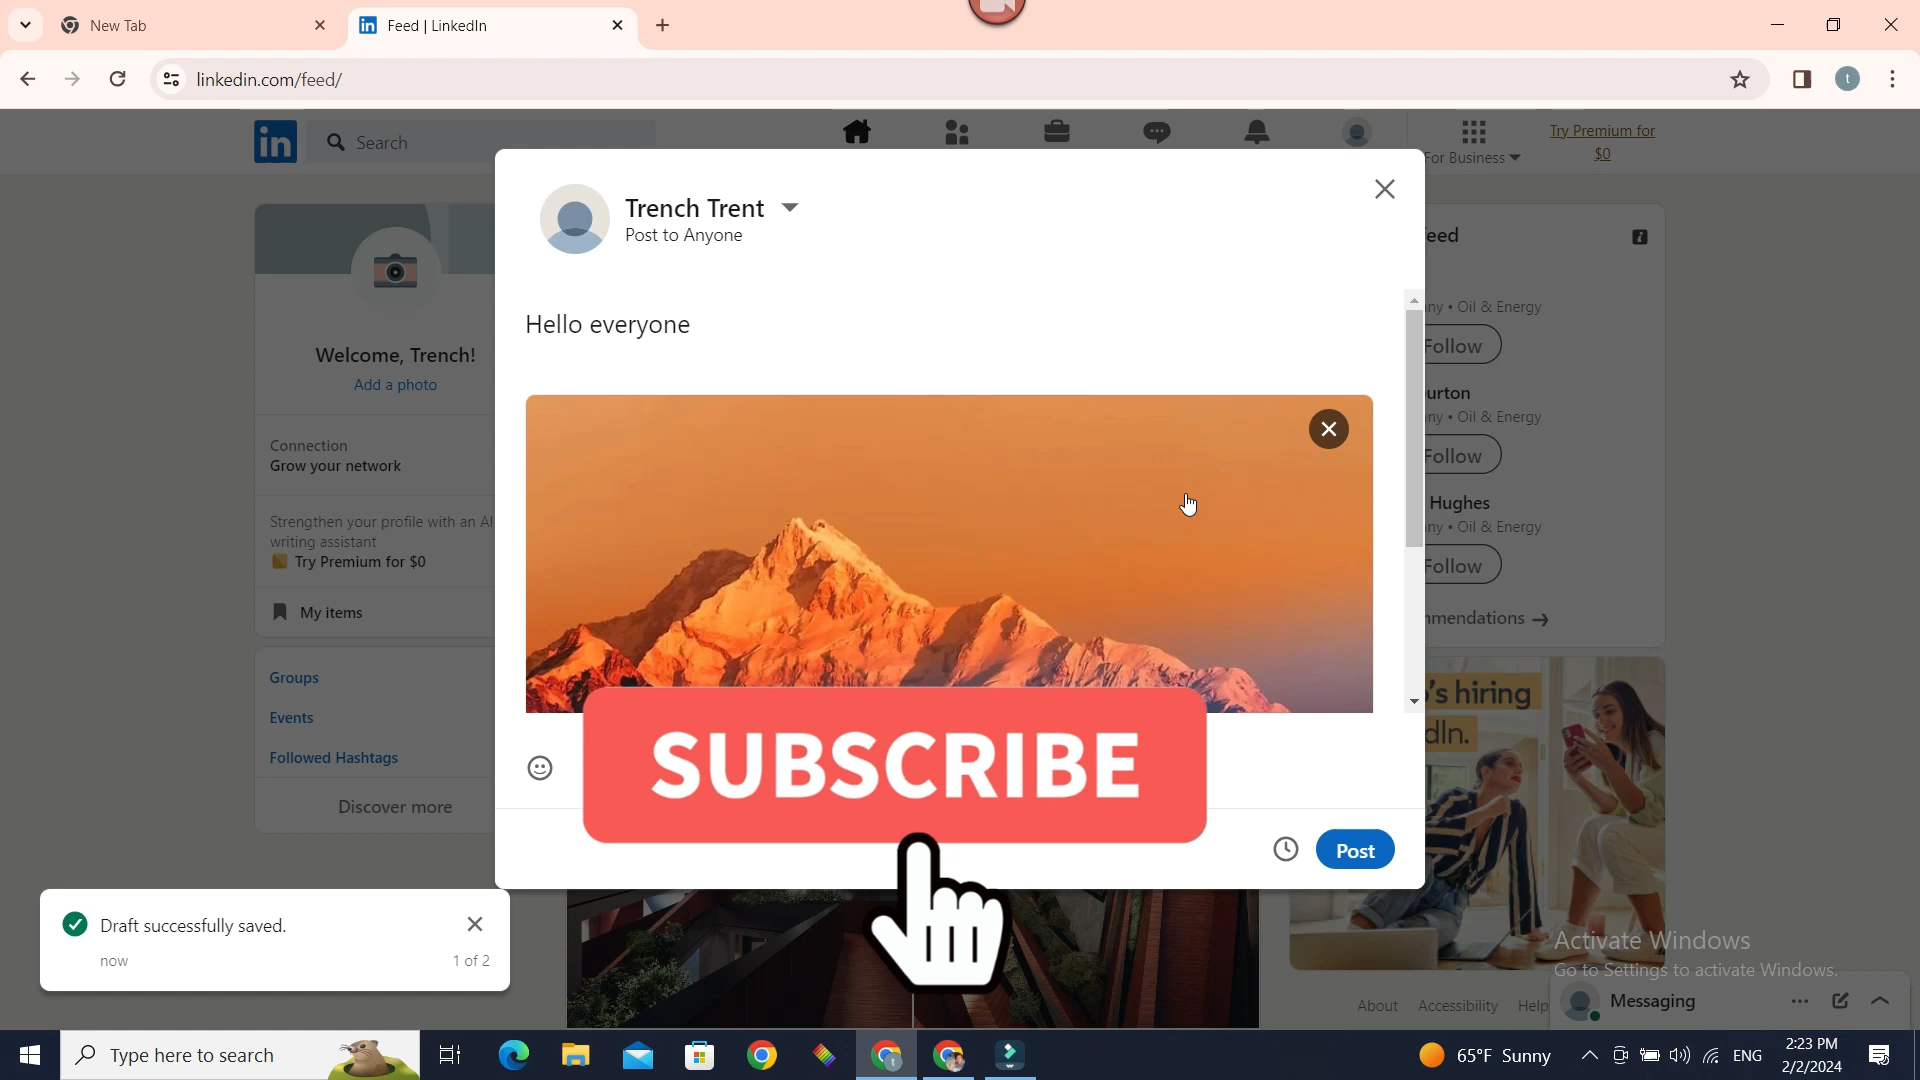 New Tab
Feed | LinkedIn
linkedin.com/feed/
t
in
Search
For Business
Try Premium for
$0
Trench Trent
Post to Anyone
Hello everyone
Welcome, Trench!
Add a photo
Connection
Grow your network
Strengthen your profile with an AI
writing assistant
Try Premium for $0
My items
Groups
Events
Followed Hashtags
Discover more
eed
ny • Oil & Energy
Follow
urton
ny • Oil & Energy
Follow
Hughes
ny • Oil & Energy
Follow
mmendations →
's hiring
dIn.
SUBSCRIBE
Post
Draft successfully saved.
now
1 of 2
Activate Windows
Go to Settings to activate Windows.
About
Accessibility
Help
Messaging
Type here to search
t
65°F Sunny
ENG
2:23 PM
2/2/2024